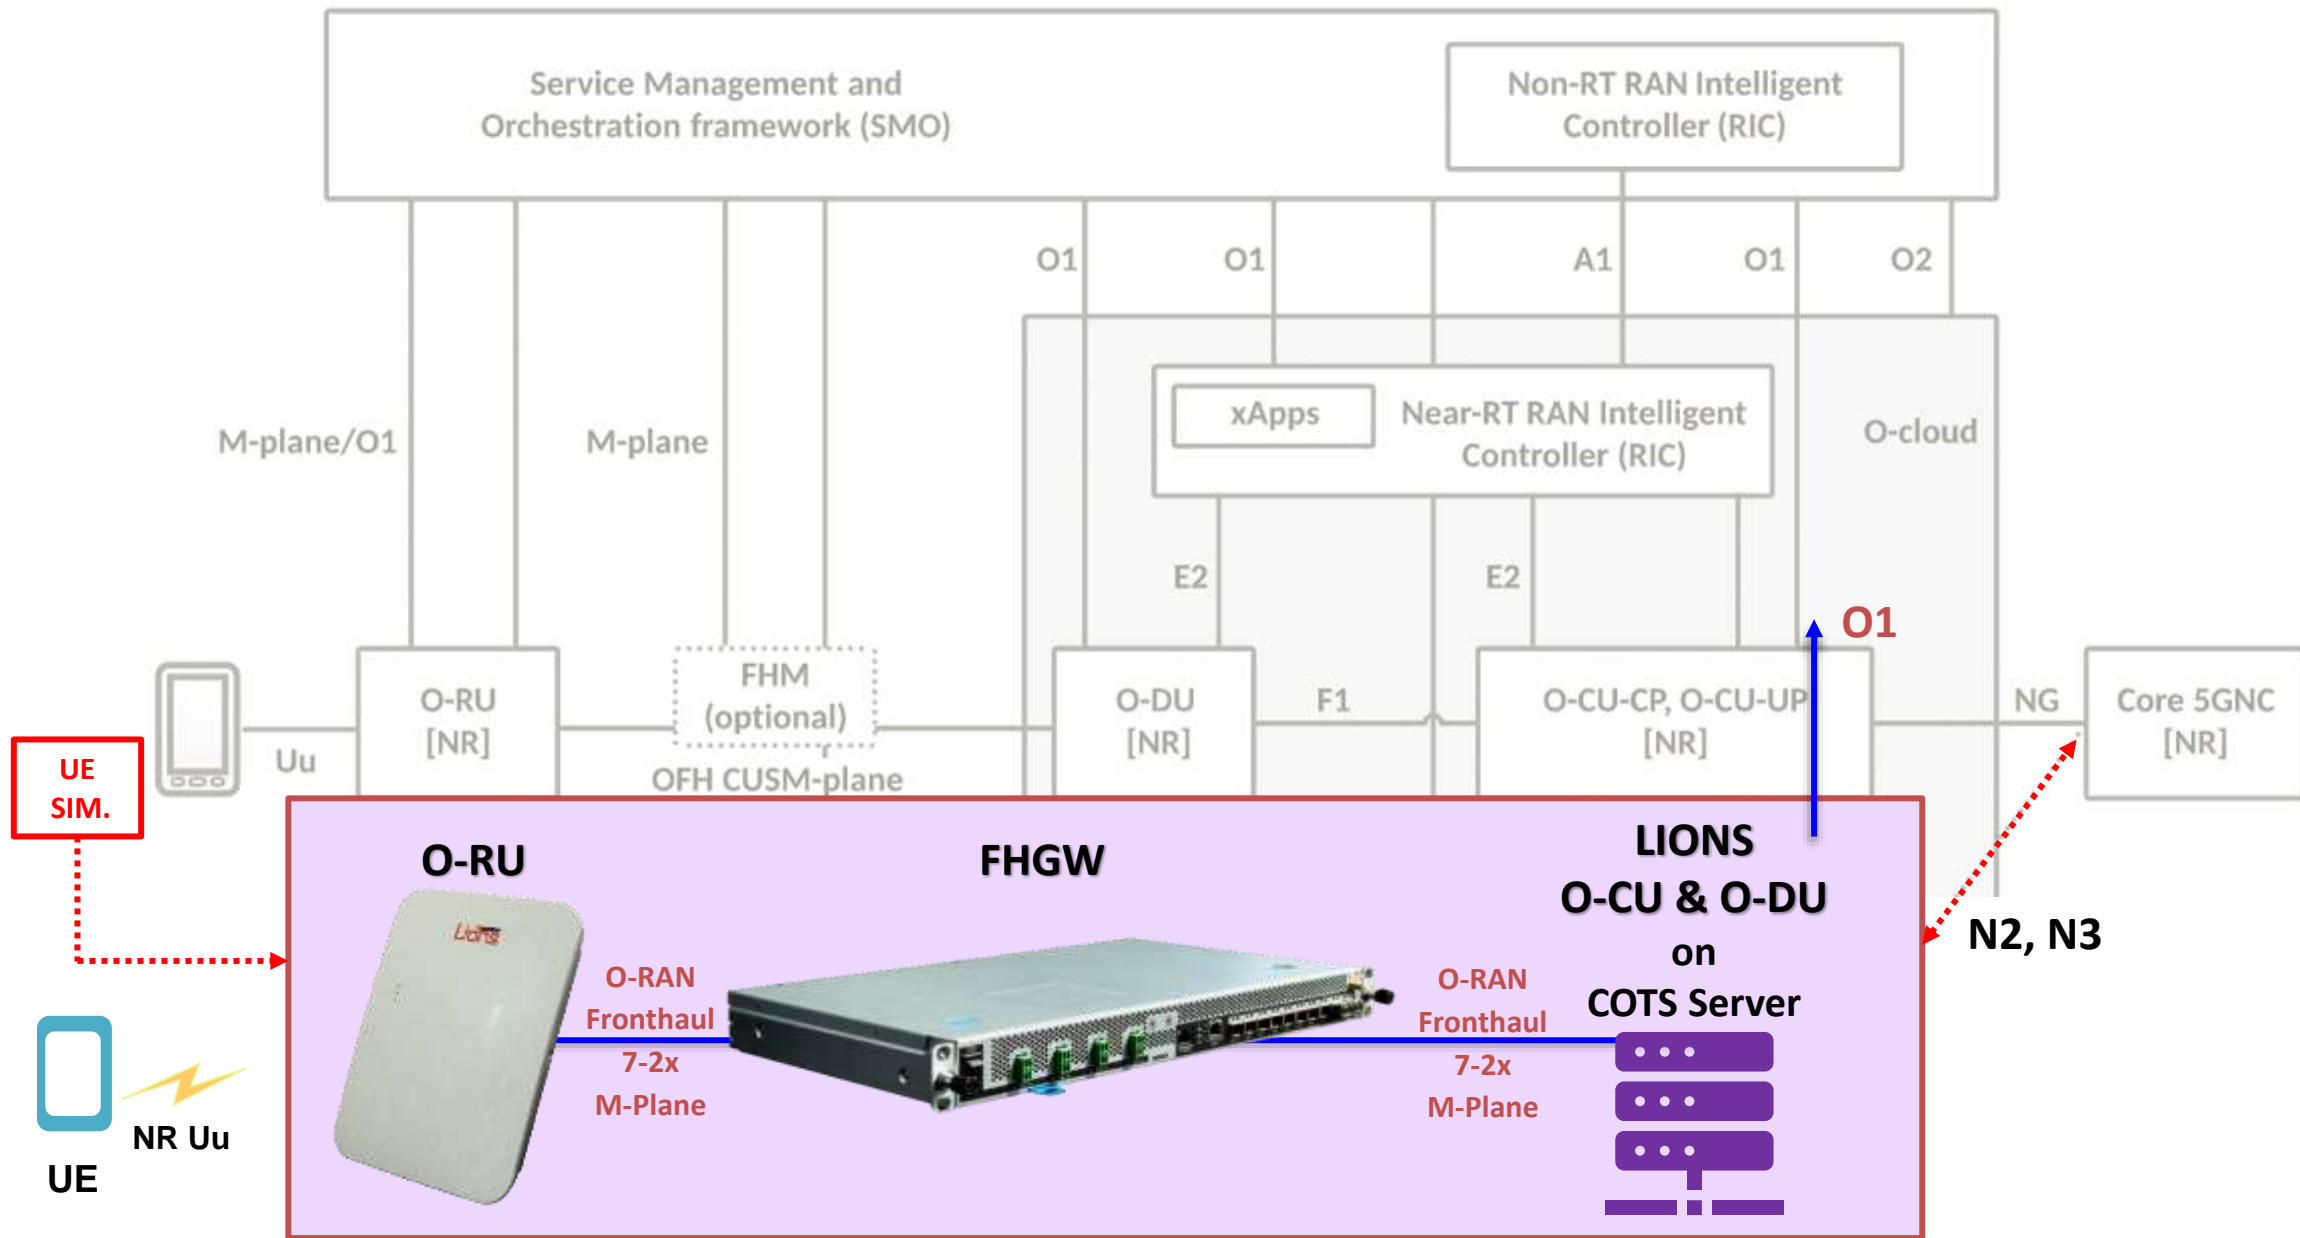 Service Management and
Orchestration framework (SMO)
Non-RT RAN Intelligent
Controller (RIC)
O1
O1
A1
O1
O2
M-plane/O1
M-plane
xApps
Near-RT RAN Intelligent
Controller (RIC)
O-cloud
E2
E2
O1
Uu
O-RU
[NR]
FHM
(optional)
OFH CUSM-plane
O-DU
[NR]
F1
O-CU-CP, O-CU-UP
[NR]
NG
Core 5GNC
[NR]
UE
SIM.
O-RU
FHGW
LIONS
O-CU & O-DU
on
COTS Server
N2, N3
Lions
O-RAN
Fronthaul
7-2x
M-Plane
O-RAN
Fronthaul
7-2x
M-Plane
NR Uu
UE